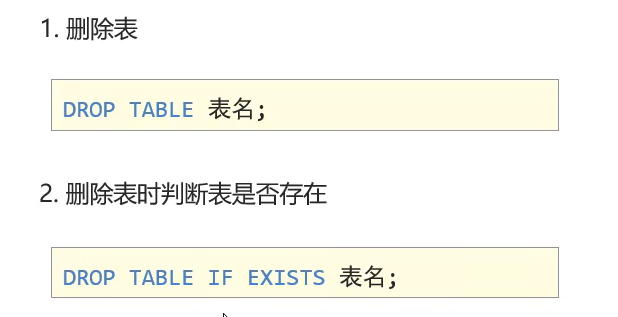 1. 删除表
DROP TABLE 表名;
2. 删除表时判断表是否存在
DROP TABLE IF EXISTS 表名;